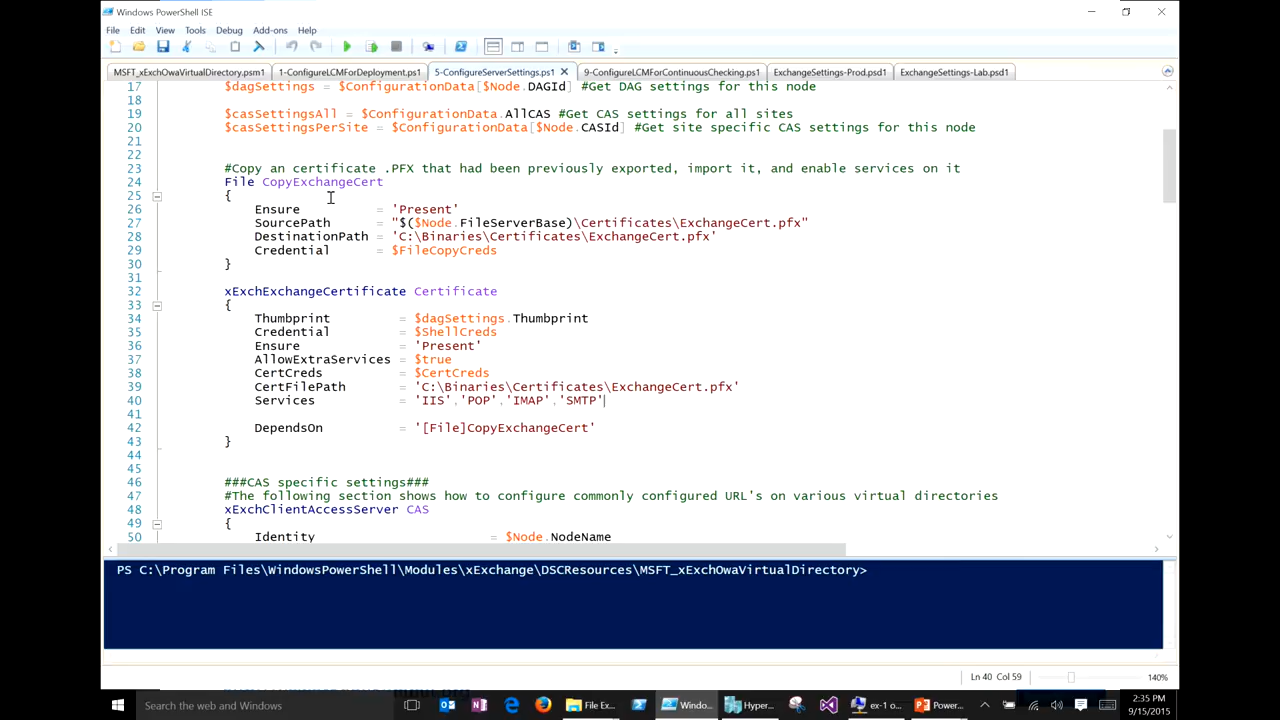 Windows PowerShell ISE
File Edit View Tools Debug Add-ons Help
MSFT_xExchOwaVirtualDirectory.psm1 1-ConfigureLCMForDeployment.ps1 5-ConfigureServerSettings.ps1 9-ConfigureLCMForContinuousChecking.ps1 ExchangeSettings-Prod.psd1 ExchangeSettings-Lab.psd1
17 $dagSettings = $ConfigurationData[$Node.DAGId] #Get DAG settings for this node
18
19 $casSettingsAll = $ConfigurationData.AllCAS #Get CAS settings for all sites
20 $casSettingsPerSite = $ConfigurationData[$Node.CASId] #Get site specific CAS settings for this node
21
22
23 #Copy an certificate .PFX that had been previously exported, import it, and enable services on it
24 File CopyExchangeCert
25 {
26 Ensure = 'Present'
27 SourcePath = "$($Node.FileServerBase)\Certificates\ExchangeCert.pfx"
28 DestinationPath = 'C:\Binaries\Certificates\ExchangeCert.pfx'
29 Credential = $FileCopyCreds
30 }
31
32 xExchExchangeCertificate Certificate
33 {
34 Thumbprint = $dagSettings.Thumbprint
35 Credential = $ShellCreds
36 Ensure = 'Present'
37 AllowExtraServices = $true
38 CertCreds = $CertCreds
39 CertFilePath = 'C:\Binaries\Certificates\ExchangeCert.pfx'
40 Services = 'IIS','POP','IMAP','SMTP'
41
42 DependsOn = '[File]CopyExchangeCert'
43 }
44
45
46 ###CAS specific settings###
47 #The following section shows how to configure commonly configured URL's on various virtual directories
48 xExchClientAccessServer CAS
49 {
50 Identity = $Node.NodeName
PS C:\Program Files\WindowsPowerShell\Modules\xExchange\DSCResources\MSFT_xExchOwaVirtualDirectory>
Ln 40 Col 59 140%
Search the web and Windows File Ex... Windo... Hyper... ex-1 o... Power... 2:35 PM
9/15/2015